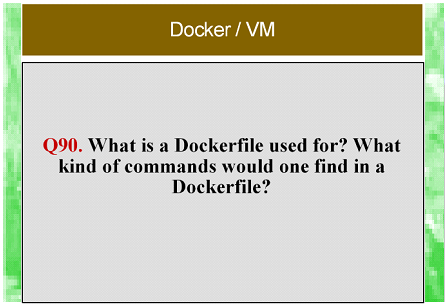 Docker / VM
Q90. What is a Dockerfile used for? What
kind of commands would one find in a
Dockerfile?